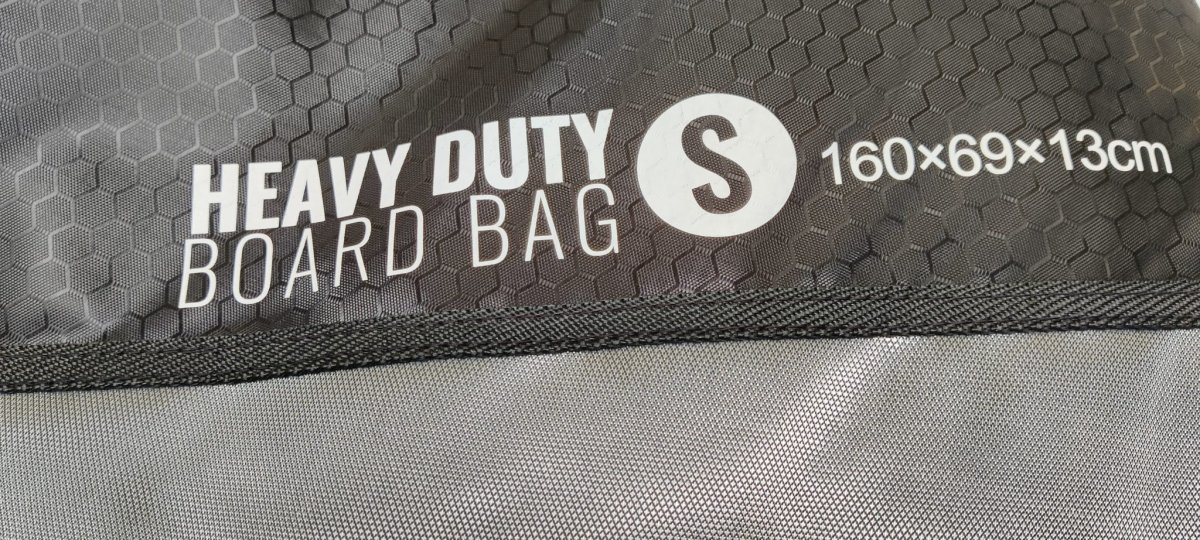 HEAVY DUTY
BOARD BAG
S
160×69×13cm